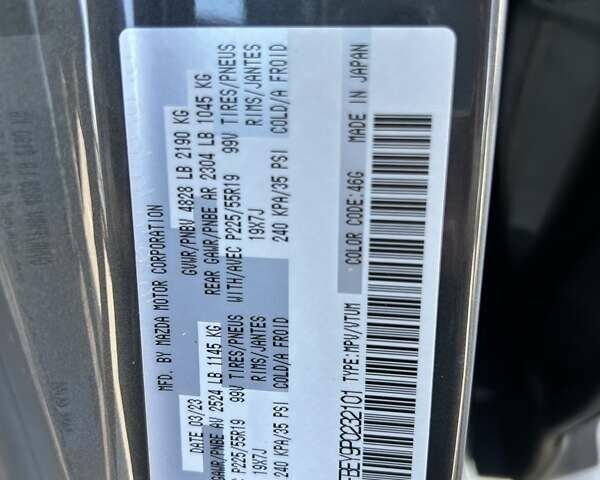 MFD. BY MAZDA MOTOR CORPORATION
DATE 03/23 GVWR/PNBV 4828 LB 2190 KG
GAWR/PNBE AV 2524 LB 1145 KG REAR GAWR/PNBE AR 2304 LB 1045 KG
P225/55R19 99V TIRES/PNEUS WITH/AVEC P225/55R19 99V TIRES/PNEUS
19X7J RIMS/JANTES 19X7J RIMS/JANTES
240 KPA/35 PSI COLD/A FROID 240 KPA/35 PSI COLD/A FROID
BEY9P0232101 TYPE:MPV/VTUM COLOR CODE:46G MADE IN JAPAN